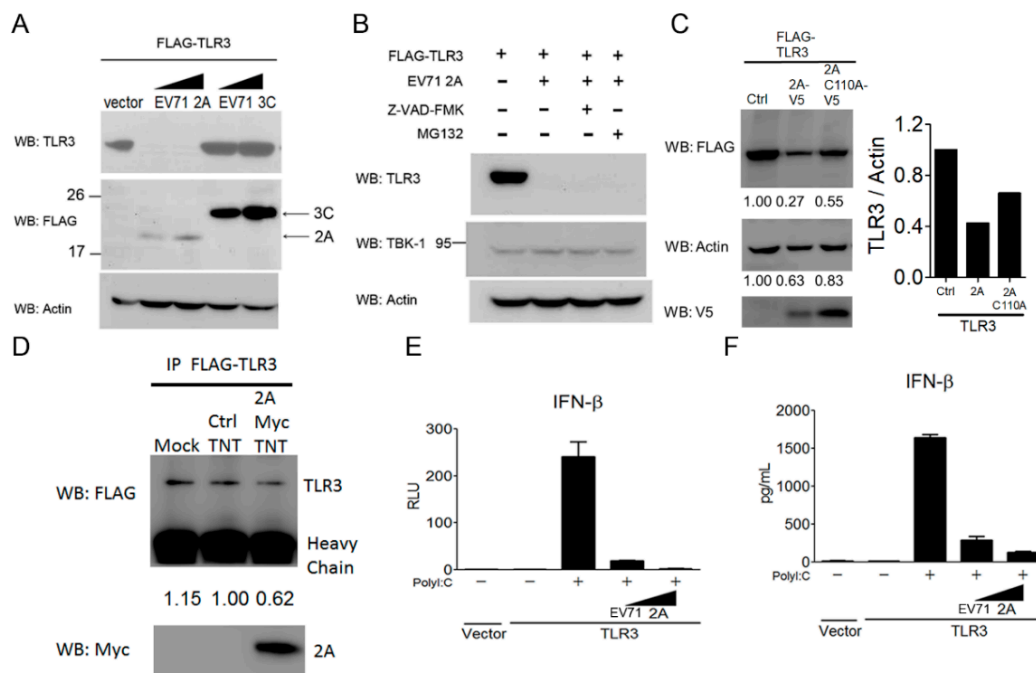 A
FLAG-TLR3
vector EV71 2A EV71 3C
WB: TLR3
26
WB: FLAG
3C
2A
17
WB: Actin
B
FLAG-TLR3 + + + +
EV71 2A – + + +
Z-VAD-FMK – – + –
MG132 – – – +
WB: TLR3
WB: TBK-1 95
WB: Actin
C
FLAG-
TLR3
2A
2A- C110A-
Ctrl V5 V5
WB: FLAG
1.00 0.27 0.55
WB: Actin
1.00 0.63 0.83
WB: V5
TLR3 / Actin
1.2
0.8
0.4
0.0
Ctrl 2A 2A
C110A
TLR3
D
IP FLAG-TLR3
2A
Ctrl Myc
Mock TNT TNT
WB: FLAG
TLR3
Heavy
Chain
1.15 1.00 0.62
WB: Myc
2A
E
IFN-β
RLU
300
200
100
0
PolyI:C – – + + +
EV71 2A
Vector TLR3
F
IFN-β
pg/mL
2000
1500
1000
500
0
PolyI:C – – + + +
EV71 2A
Vector TLR3